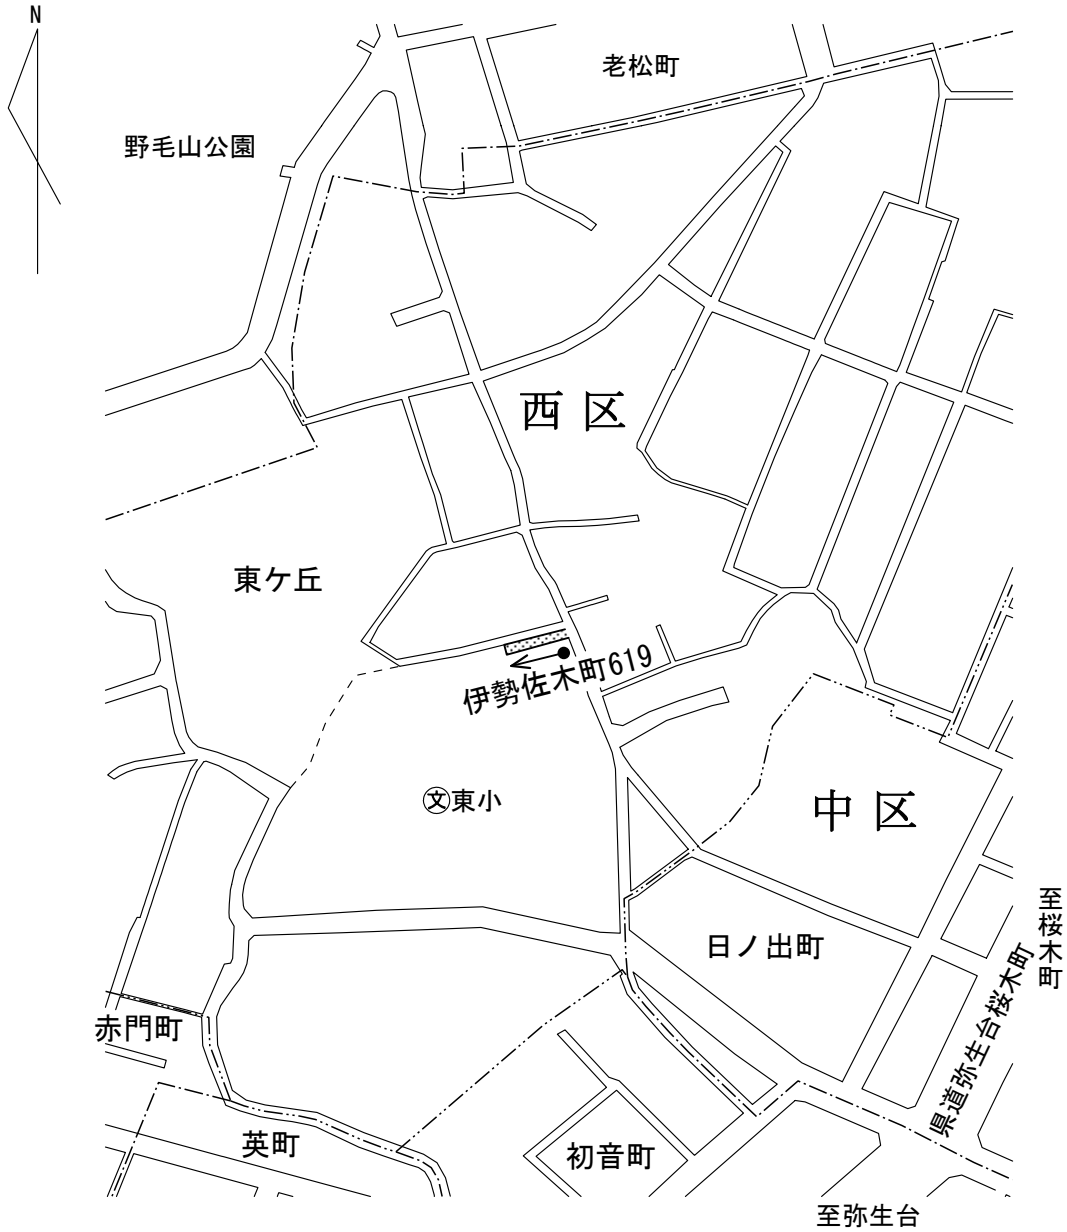 N
老松町
野毛山公園
西区
東ケ丘
伊勢佐木町619
文東小
中区
至桜木町
日ノ出町
県道弥生台桜木町
赤門町
英町
初音町
至弥生台